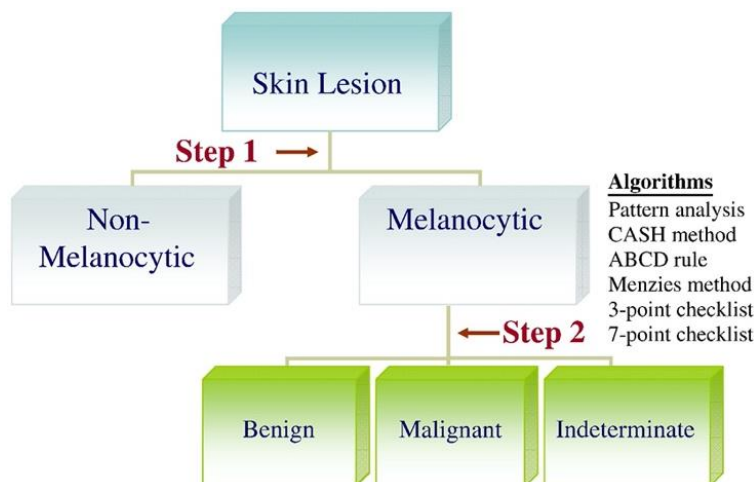 Skin Lesion
Step 1
Non-
Melanocytic
Melanocytic
Algorithms
Pattern analysis
CASH method
ABCD rule
Menzies method
3-point checklist
7-point checklist
Step 2
Benign
Malignant
Indeterminate